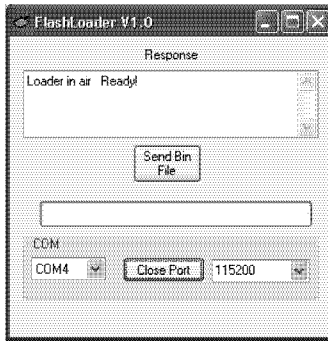 FlashLoader V1.0
Response
Loader in air Ready!
Send Bin
File
COM
COM4 Close Port 115200